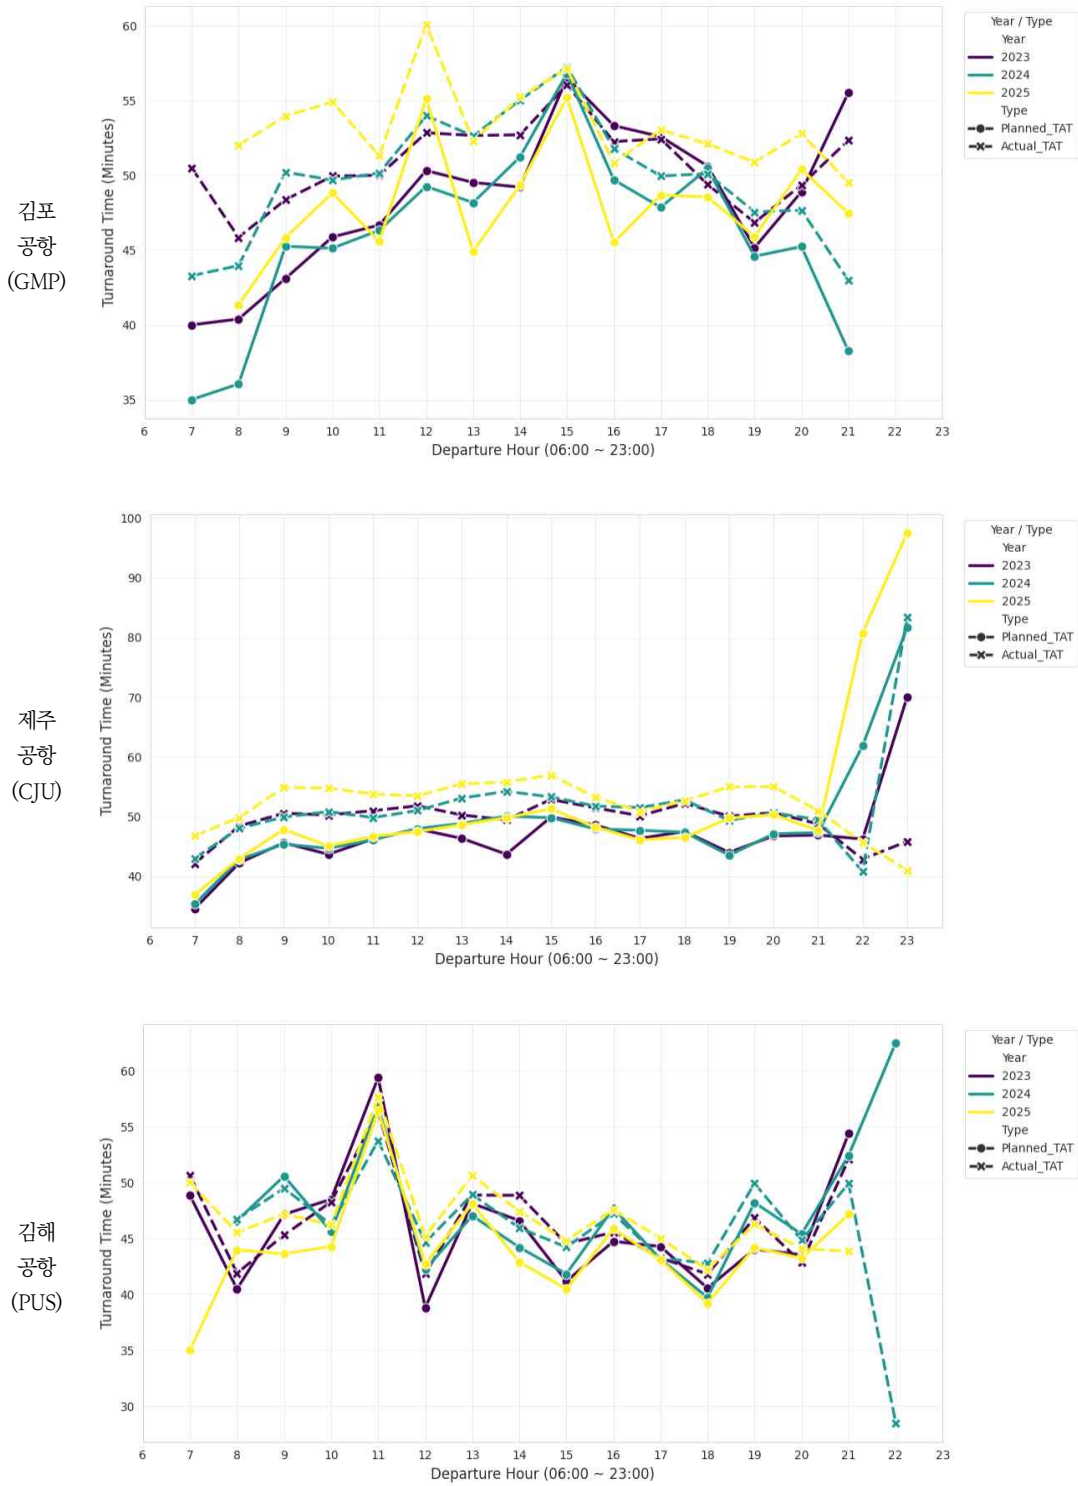 김포
공항
(GMP)
Turnaround Time (Minutes)
60
55
50
45
40
35
6 7 8 9 10 11 12 13 14 15 16 17 18 19 20 21 22 23
Departure Hour (06:00 ~ 23:00)
Year / Type
Year
2023
2024
2025
Type
Planned_TAT
Actual_TAT
제주
공항
(CJU)
Turnaround Time (Minutes)
100
90
80
70
60
50
40
6 7 8 9 10 11 12 13 14 15 16 17 18 19 20 21 22 23
Departure Hour (06:00 ~ 23:00)
Year / Type
Year
2023
2024
2025
Type
Planned_TAT
Actual_TAT
김해
공항
(PUS)
Turnaround Time (Minutes)
60
55
50
45
40
35
30
6 7 8 9 10 11 12 13 14 15 16 17 18 19 20 21 22 23
Departure Hour (06:00 ~ 23:00)
Year / Type
Year
2023
2024
2025
Type
Planned_TAT
Actual_TAT